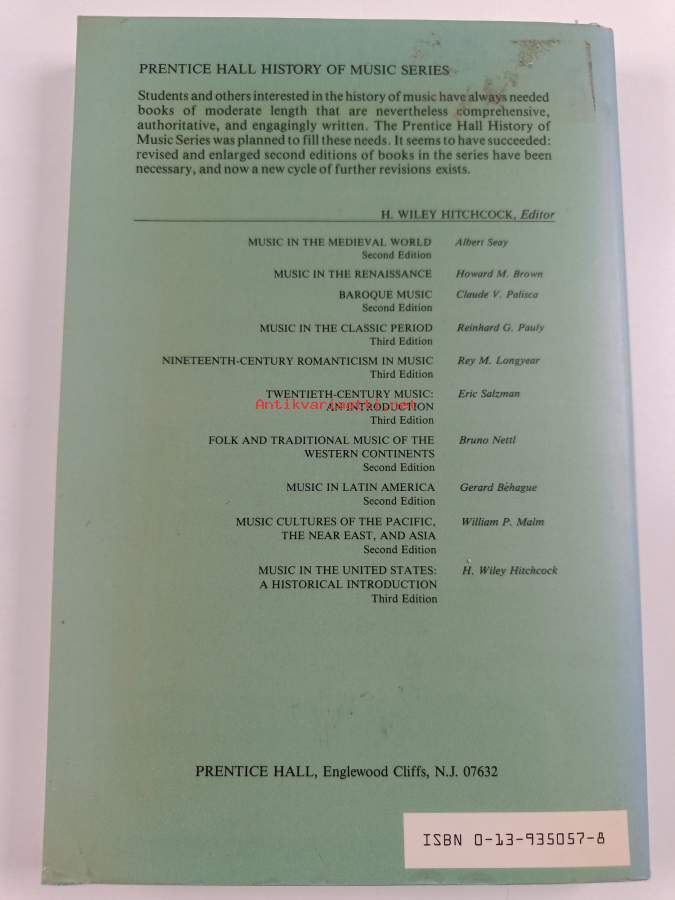 PRENTICE HALL HISTORY OF MUSIC SERIES
Students and others interested in the history of music have always needed
books of moderate length that are nevertheless comprehensive,
authoritative, and engagingly written. The Prentice Hall History of
Music Series was planned to fill these needs. It seems to have succeeded:
revised and enlarged second editions of books in the series have been
necessary, and now a new cycle of further revisions exists.
H. WILEY HITCHCOCK, Editor
MUSIC IN THE MEDIEVAL WORLD Albert Seay
Second Edition
MUSIC IN THE RENAISSANCE Howard M. Brown
BAROQUE MUSIC Claude V. Palisca
Second Edition
MUSIC IN THE CLASSIC PERIOD Reinhard G. Pauly
Third Edition
NINETEENTH-CENTURY ROMANTICISM IN MUSIC Rey M. Longyear
Third Edition
TWENTIETH-CENTURY MUSIC: Eric Salzman
Antikvariaatti.net
AN INTRODUCTION
Third Edition
FOLK AND TRADITIONAL MUSIC OF THE Bruno Nettl
WESTERN CONTINENTS
Second Edition
MUSIC IN LATIN AMERICA Gerard Béhague
Second Edition
MUSIC CULTURES OF THE PACIFIC, William P. Malm
THE NEAR EAST, AND ASIA
Second Edition
MUSIC IN THE UNITED STATES: H. Wiley Hitchcock
A HISTORICAL INTRODUCTION
Third Edition
PRENTICE HALL, Englewood Cliffs, N.J. 07632
ISBN 0-13-935057-8